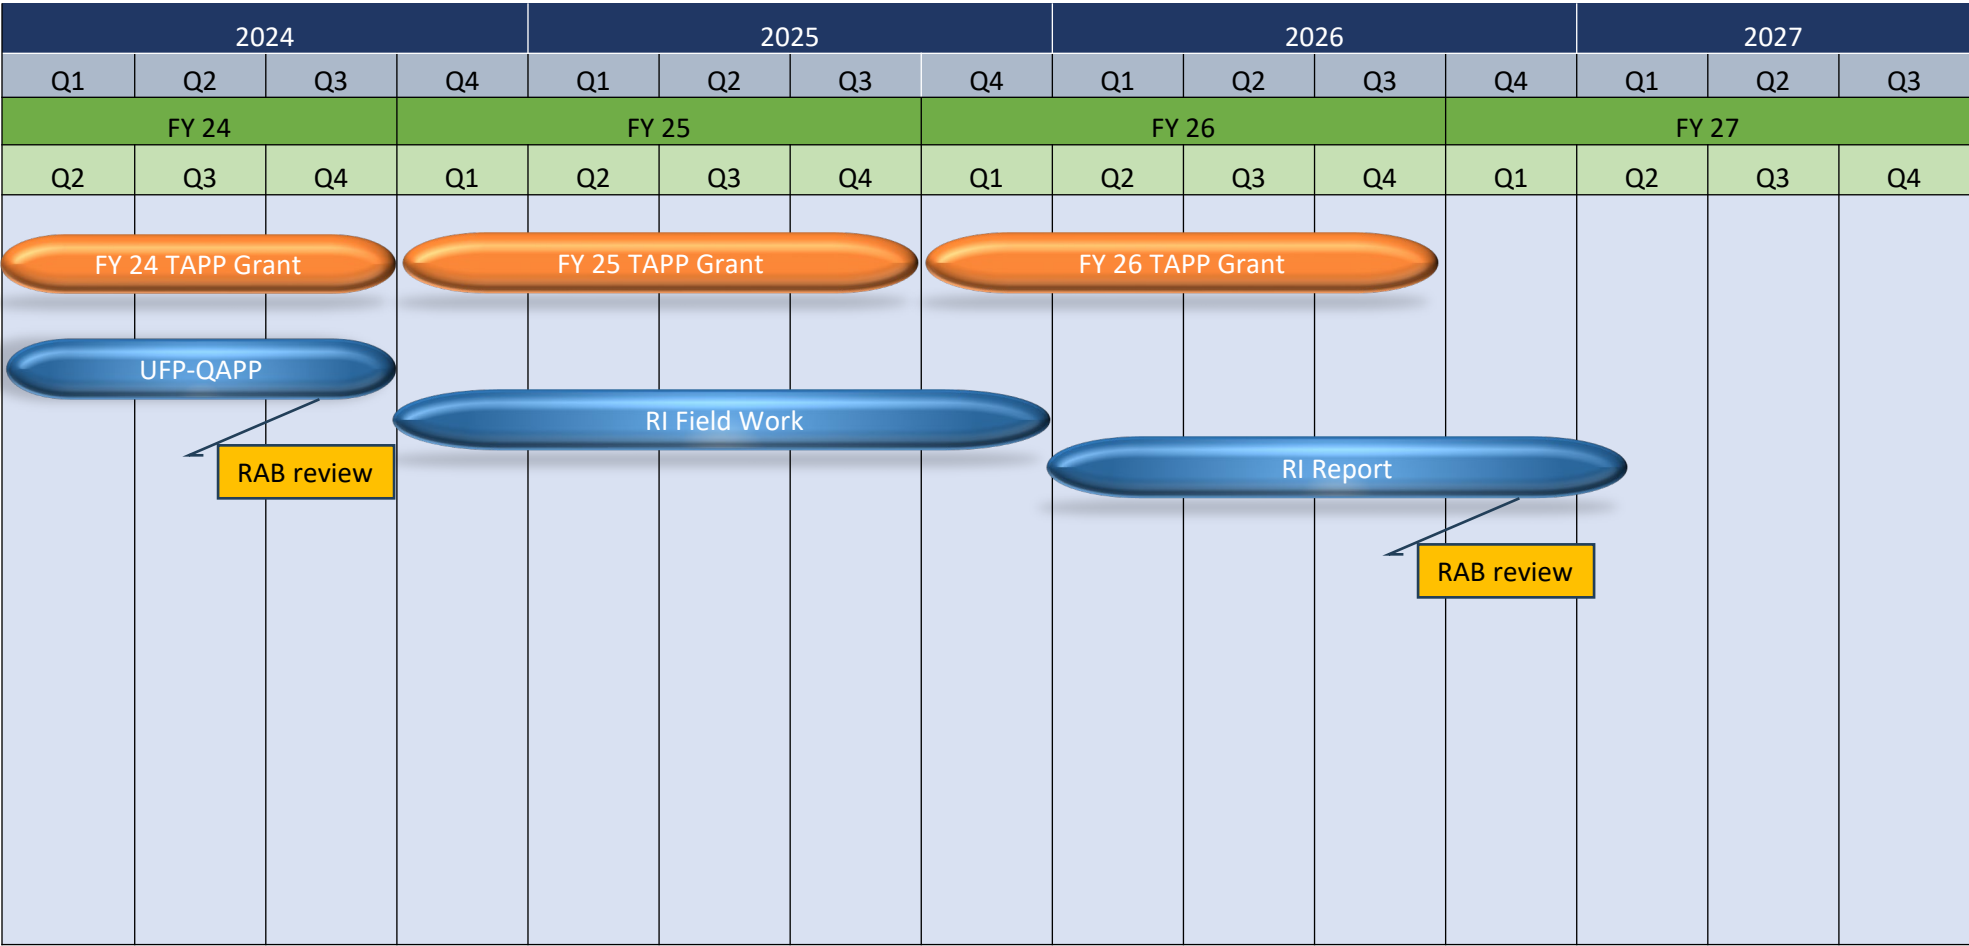 2024 2025 2026 2027
Q1 Q2 Q3 Q4 Q1 Q2 Q3 Q4 Q1 Q2 Q3 Q4 Q1 Q2 Q3
FY 24 FY 25 FY 26 FY 27
Q2 Q3 Q4 Q1 Q2 Q3 Q4 Q1 Q2 Q3 Q4 Q1 Q2 Q3 Q4
FY 24 TAPP Grant FY 25 TAPP Grant FY 26 TAPP Grant
UFP-QAPP
RI Field Work
RAB review
RI Report
RAB review